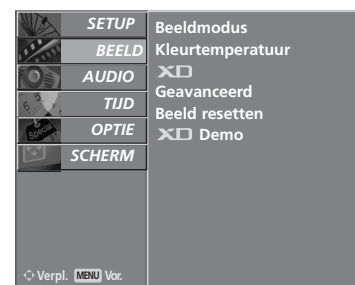 SETUP
BEELD
AUDIO
TIJD
OPTIE
SCHERM
Beeldmodus
Kleurtemperatuur
XD
Geavanceerd
Beeld resetten
XD Demo
Verpl. MENU Vor.